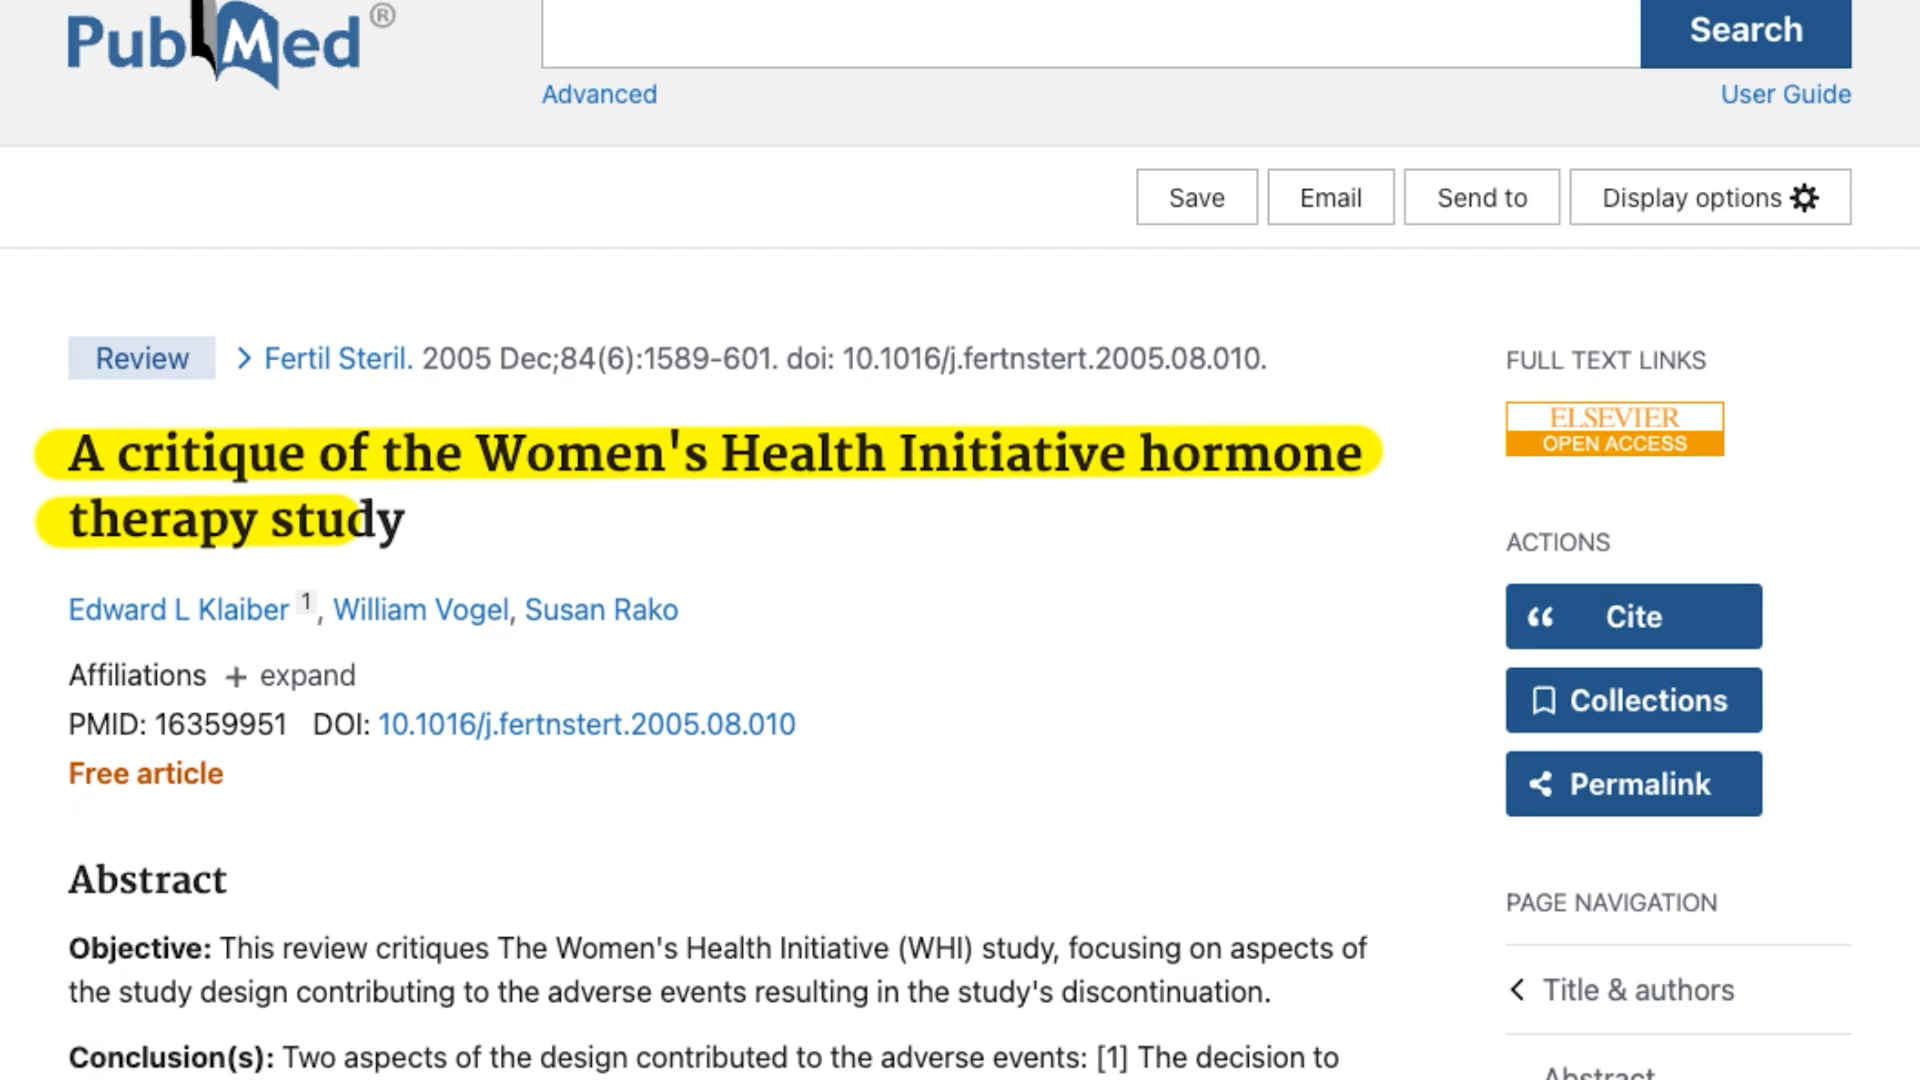 PubMed®
Search
Advanced
User Guide
Save
Email
Send to
Display options
Review > Fertil Steril. 2005 Dec;84(6):1589-601. doi: 10.1016/j.fertnstert.2005.08.010.
A critique of the Women's Health Initiative hormone
therapy study
Edward L Klaiber 1, William Vogel, Susan Rako
Affiliations + expand
PMID: 16359951 DOI: 10.1016/j.fertnstert.2005.08.010
Free article
Abstract
Objective: This review critiques The Women's Health Initiative (WHI) study, focusing on aspects of
the study design contributing to the adverse events resulting in the study's discontinuation.
Conclusion(s): Two aspects of the design contributed to the adverse events: [1] The decision to
FULL TEXT LINKS
ELSEVIER
OPEN ACCESS
ACTIONS
Cite
Collections
Permalink
PAGE NAVIGATION
Title & authors
Abstract